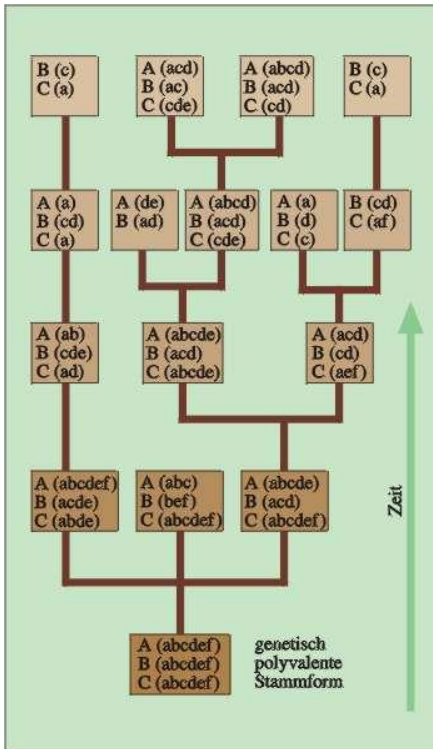 B (c)
C (a)
A (acd)
B (ac)
C (cde)
A (abcd)
B (acd)
C (cd)
B (c)
C (a)
A (a)
B (cd)
C (a)
A (de)
B (ad)
A (abcd)
B (acd)
C (cde)
A (a)
B (d)
C (c)
B (cd)
C (af)
A (ab)
B (cde)
C (ad)
A (abcde)
B (acd)
C (abcde)
A (acd)
B (cd)
C (aef)
A (abcdef)
B (acde)
C (abde)
A (abc)
B (bef)
C (abcdef)
A (abcde)
B (acd)
C (abcdef)
Zeit
A (abcdef)
B (abcdef)
C (abcdef)
genetisch
polyvalente
Stammform